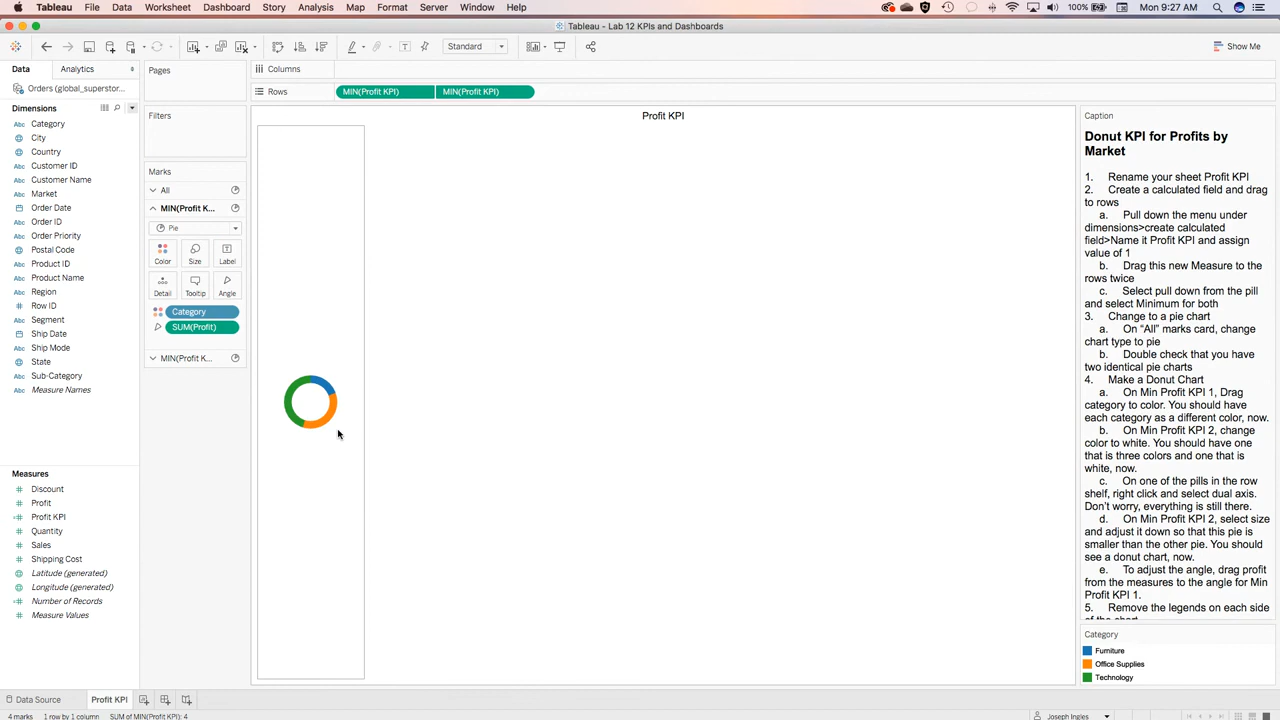 Tableau File Data Worksheet Dashboard Story Analysis Map Format Server Window Help 100% Mon 9:27 AM
Tableau - Lab 12 KPIs and Dashboards
Standard Show Me
Data Analytics Pages Columns
Orders (global_superstor... Rows MIN(Profit KPI) MIN(Profit KPI)
Dimensions
Abc Category
City
Country
Abc Customer ID
Abc Customer Name
Abc Market
Order Date
Abc Order ID
Abc Order Priority
Postal Code
Abc Product ID
Abc Product Name
Abc Region
Row ID
Abc Segment
Ship Date
Abc Ship Mode
State
Abc Sub-Category
Abc Measure Names
Measures
Discount
Profit
Profit KPI
Quantity
Sales
Shipping Cost
Latitude (generated)
Longitude (generated)
Number of Records
Measure Values
Filters
Marks
All
MIN(Profit K...
Pie
Color Size Label
Detail Tooltip Angle
Category
SUM(Profit)
MIN(Profit K...
Profit KPI
Caption
Donut KPI for Profits by
Market
1. Rename your sheet Profit KPI
2. Create a calculated field and drag
to rows
a. Pull down the menu under
dimensions>create calculated
field>Name it Profit KPI and assign
value of 1
b. Drag this new Measure to the
rows twice
c. Select pull down from the pill
and select Minimum for both
3. Change to a pie chart
a. On “All” marks card, change
chart type to pie
b. Double check that you have
two identical pie charts
4. Make a Donut Chart
a. On Min Profit KPI 1, Drag
category to color. You should have
each category as a different color, now.
b. On Min Profit KPI 2, change
color to white. You should have one
that is three colors and one that is
white, now.
c. On one of the pills in the row
shelf, right click and select dual axis.
Don’t worry, everything is still there.
d. On Min Profit KPI 2, select size
and adjust it down so that this pie is
smaller than the other pie. You should
see a donut chart, now.
e. To adjust the angle, drag profit
from the measures to the angle for Min
Profit KPI 1.
5. Remove the legends on each side
of the chart
Category
Furniture
Office Supplies
Technology
Data Source Profit KPI
4 marks 1 row by 1 column SUM of MIN(Profit KPI): 4 Joseph Ingles